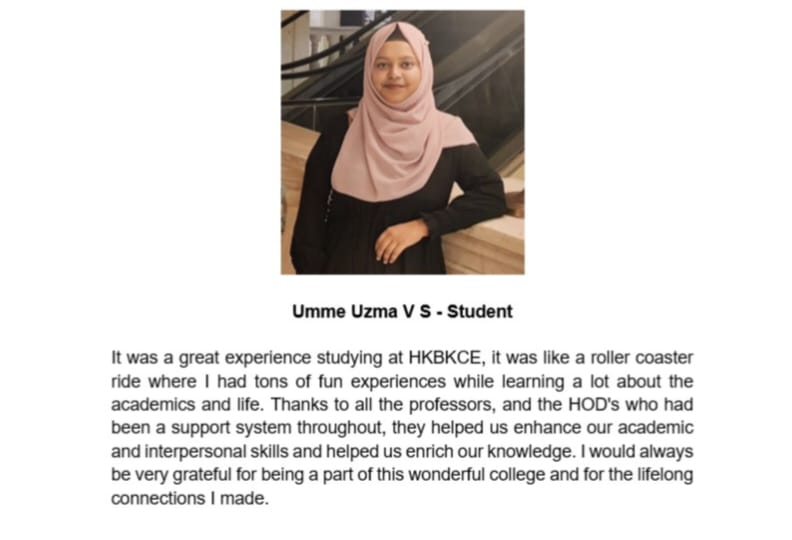 Umme Uzma V S - Student
It was a great experience studying at HKBKCE, it was like a roller coaster
ride where I had tons of fun experiences while learning a lot about the
academics and life. Thanks to all the professors, and the HOD's who had
been a support system throughout, they helped us enhance our academic
and interpersonal skills and helped us enrich our knowledge. I would always
be very grateful for being a part of this wonderful college and for the lifelong
connections I made.